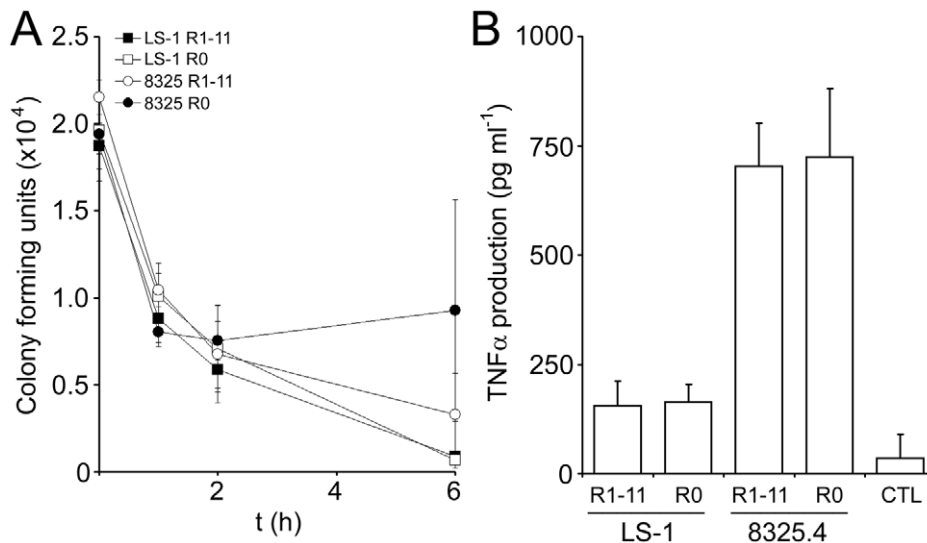 A
Colony forming units (x10⁴)
2.5
2.0
1.5
1.0
0.5
0
LS-1 R1-11
LS-1 R0
8325 R1-11
8325 R0
2
4
6
t (h)
B
TNFα production (pg ml⁻¹)
1000
750
500
250
0
R1-11 R0 R1-11 R0 CTL
LS-1 8325.4